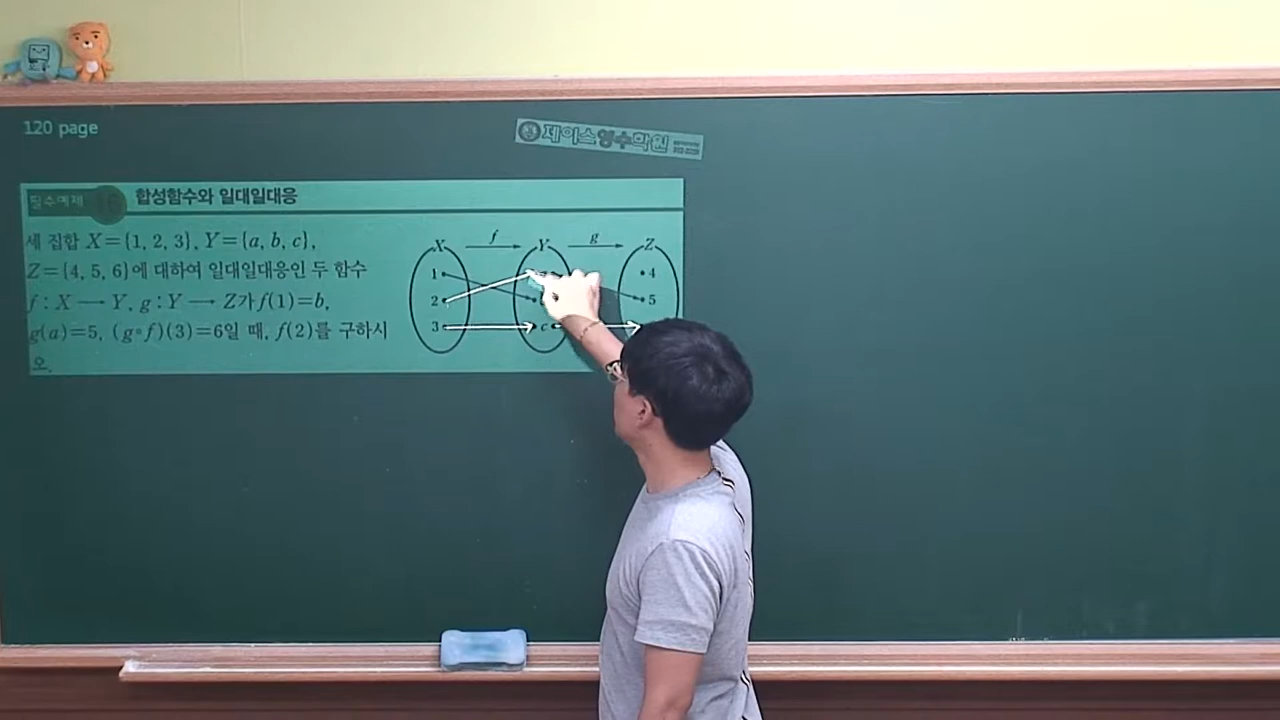 120 page
제이스영수학원
필수예제
합성함수와 일대일대응
세 집합 X={1, 2, 3}, Y={a, b, c},
Z={4, 5, 6}에 대하여 일대일대응인 두 함수
f : X → Y, g : Y → Z가 f(1)=b,
g(a)=5, (g∘f)(3)=6일 때, f(2)를 구하시
오.
X f Y g Z
1 4
2 5
3 c